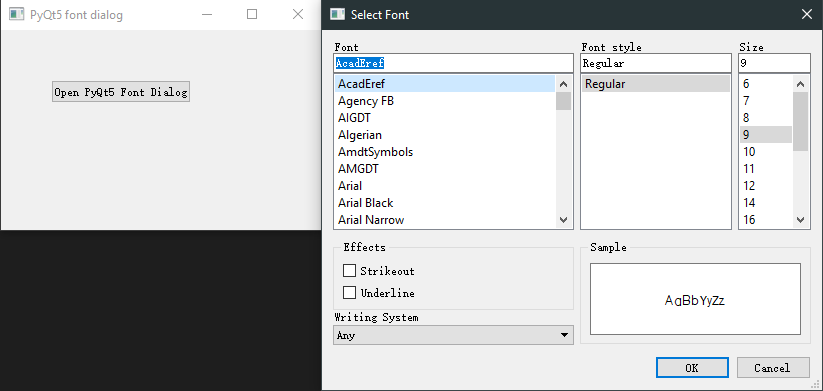 PyQt5 font dialog
Open PyQt5 Font Dialog
Select Font
Font
AcadEref
AcadEref
Agency FB
AIGDT
Algerian
AmdtSymbols
AMGDT
Arial
Arial Black
Arial Narrow
Font style
Regular
Regular
Size
9
6
7
8
9
10
11
12
14
16
Effects
Strikeout
Underline
Writing System
Any
Sample
AaBbYyZz
OK
Cancel